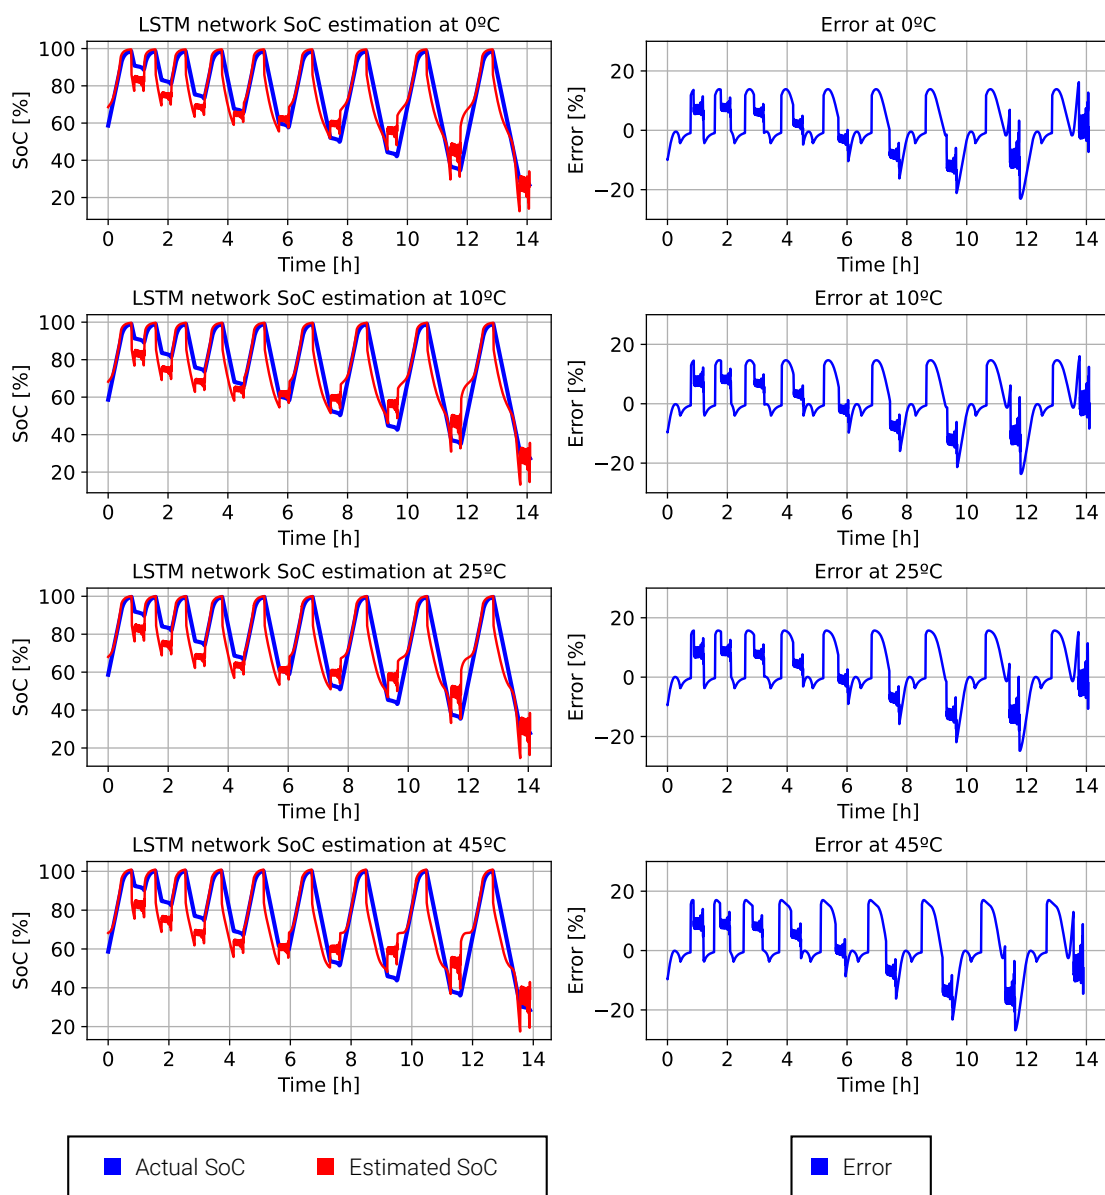 LSTM network SoC estimation at 0ºC
Error at 0ºC
SoC [%]
100
80
60
40
20
0 2 4 6 8 10 12 14
Time [h]
Error [%]
20
0
−20
0 2 4 6 8 10 12 14
Time [h]
LSTM network SoC estimation at 10ºC
Error at 10ºC
SoC [%]
100
80
60
40
20
0 2 4 6 8 10 12 14
Time [h]
Error [%]
20
0
−20
0 2 4 6 8 10 12 14
Time [h]
LSTM network SoC estimation at 25ºC
Error at 25ºC
SoC [%]
100
80
60
40
20
0 2 4 6 8 10 12 14
Time [h]
Error [%]
20
0
−20
0 2 4 6 8 10 12 14
Time [h]
LSTM network SoC estimation at 45ºC
Error at 45ºC
SoC [%]
100
80
60
40
20
0 2 4 6 8 10 12 14
Time [h]
Error [%]
20
0
−20
0 2 4 6 8 10 12 14
Time [h]
Actual SoC Estimated SoC
Error